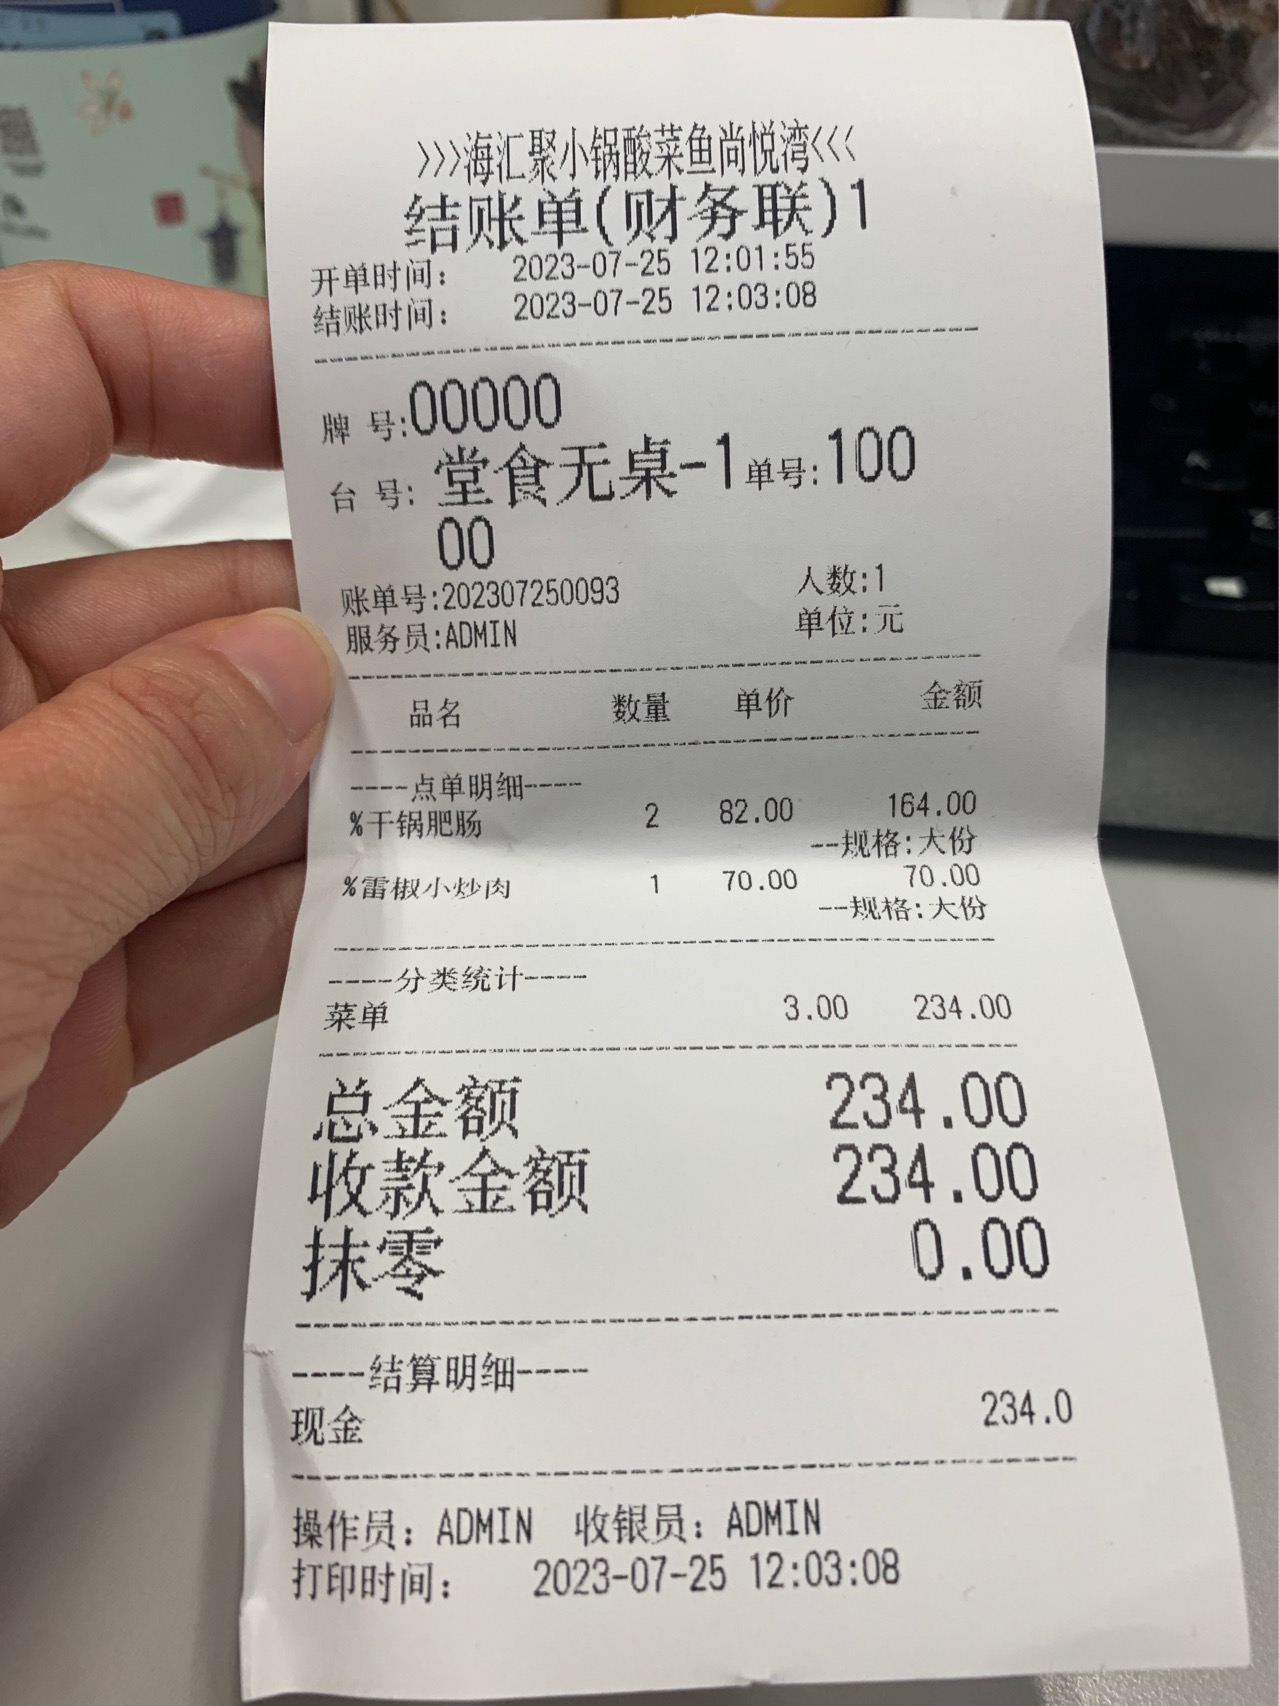 >>>海汇聚小锅酸菜鱼尚悦湾<<<
结账单(财务联)1
开单时间： 2023-07-25 12:01:55
结账时间： 2023-07-25 12:03:08
牌 号:00000
台 号: 堂食无桌-1单号:100
00
账单号:202307250093 人数:1
服务员:ADMIN 单位:元
品名 数量 单价 金额
----点单明细----
%干锅肥肠 2 82.00 164.00
--规格:大份
%雷椒小炒肉 1 70.00 70.00
--规格:大份
----分类统计----
菜单 3.00 234.00
总金额 234.00
收款金额 234.00
抹零 0.00
----结算明细----
现金 234.0
操作员： ADMIN 收银员： ADMIN
打印时间： 2023-07-25 12:03:08